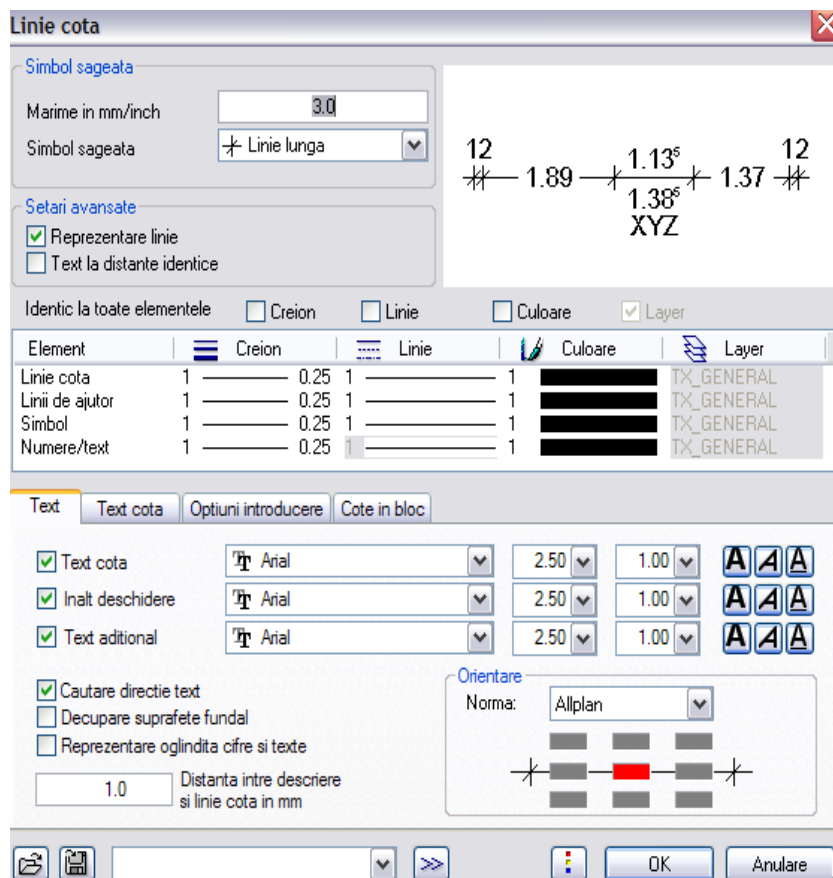 Linie cota
Simbol sageata
Marime in mm/inch 3.0
Simbol sageata Linie lunga
12 1.89 1.13⁵ 1.37 12
1.38⁵
XYZ
Setari avansate
Reprezentare linie
Text la distante identice
Identic la toate elementele Creion Linie Culoare Layer
Element Creion Linie Culoare Layer
Linie cota 1 0.25 1 1 TX_GENERAL
Linii de ajutor 1 0.25 1 1 TX_GENERAL
Simbol 1 0.25 1 1 TX_GENERAL
Numere/text 1 0.25 1 1 TX_GENERAL
Text Text cota Optiuni introducere Cote in bloc
Text cota Arial 2.50 1.00 A A A
Inalt deschidere Arial 2.50 1.00 A A A
Text aditional Arial 2.50 1.00 A A A
Cautare directie text
Decupare suprafete fundal
Reprezentare oglindita cifre si texte
1.0 Distanta intre descriere
si linie cota in mm
Orientare
Norma: Allplan
>> OK Anulare